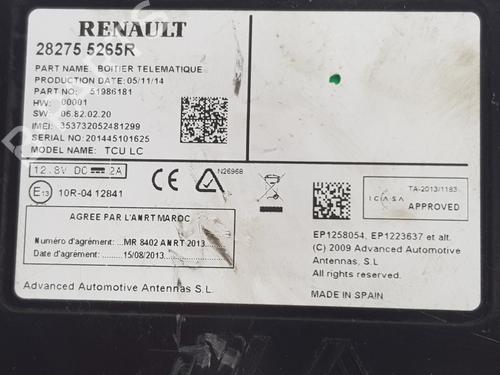 RENAULT
28275 5265R
PART NAME: BOITIER TELEMATIQUE
PRODUCTION DATE: 05/11/14
PART NO: 51986181
HW: 00001
SW: 06.82.02.20
IMEI: 353732052481299
SERIAL: 201445101625
MODEL NAME: TCU LC
12.8V DC 2A
E13 10R-04 12841
CE
N26968
TA-2013/1183
ICASA
APPROVED
AGREE PAR L'ANRT MAROC
Numéro d'agrément: MR 8402 ANRT 2013
Date d'agrément: 15/08/2013
EP1258054, EP1223637 et alt.
(C) 2009 Advanced Automotive
Antennas, S.L.
All rights reserved.
Advanced Automotive Antennas S.L.
MADE IN SPAIN